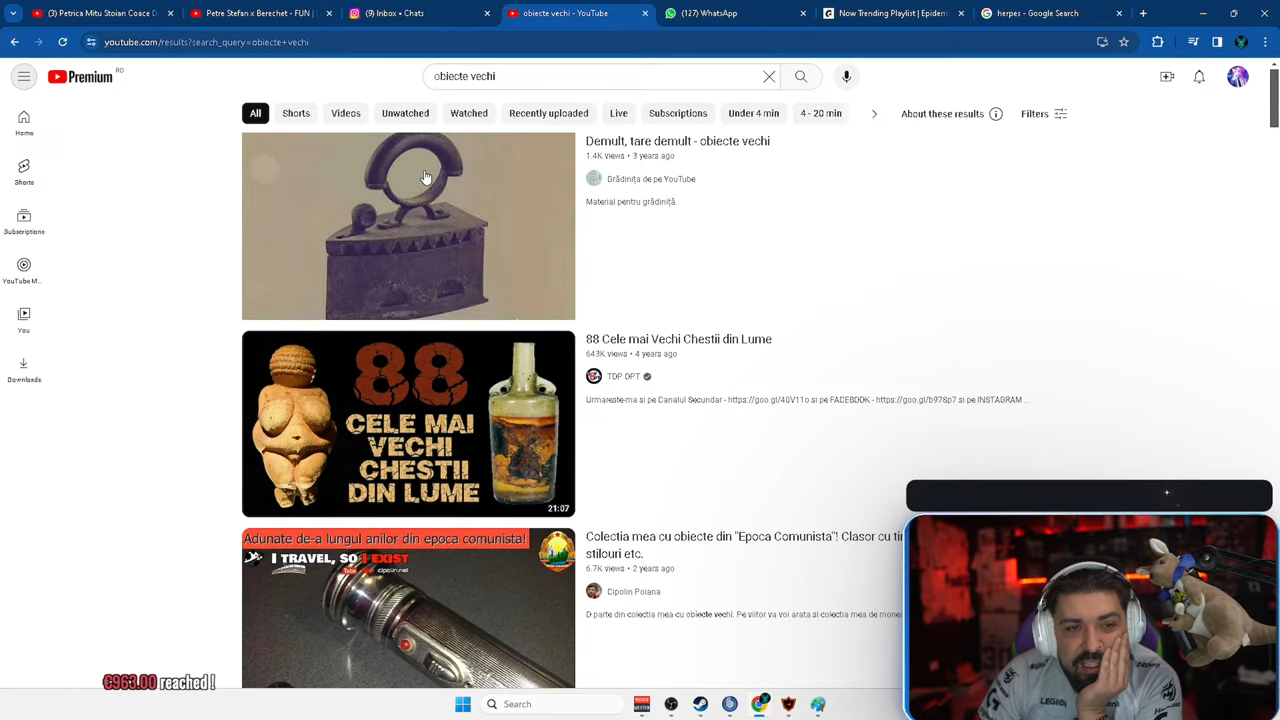 (3) Petrica Mitu Stoian Coace D
Petre Stefan x Berechet - FUN |
(9) Inbox • Chats
obiecte vechi - YouTube
(127) WhatsApp
Now Trending Playlist | Epidem
herpes - Google Search
youtube.com/results?search_query=obiecte+vechi
Premium RO
obiecte vechi
All
Shorts
Videos
Unwatched
Watched
Recently uploaded
Live
Subscriptions
Under 4 min
4 - 20 min
About these results
Filters
Home
Shorts
Subscriptions
YouTube M...
You
Downloads
Demult, tare demult - obiecte vechi
1.4K views • 3 years ago
Grădinița de pe YouTube
Material pentru grădiniță.
88
CELE MAI
VECHI
CHESTII
DIN LUME
21:07
88 Cele mai Vechi Chestii din Lume
643K views • 4 years ago
TOP OPT
Urmareste-ma si pe Canalul Secundar - https://goo.gl/4GV11o si pe FACEBOOK - https://goo.gl/b97Sp7 si pe INSTAGRAM ...
Adunate de-a lungul anilor din epoca comunista!
I TRAVEL, SO I EXIST
cipolin.net
Colectia mea cu obiecte din "Epoca Comunista"! Clasor cu
stilouri etc.
6.7K views • 2 years ago
Cipolin Poiana
O parte din colectia mea cu obiecte vechi. Pe viitor va voi arata si colectia mea de
€963.00 reached !
Search
LEGION